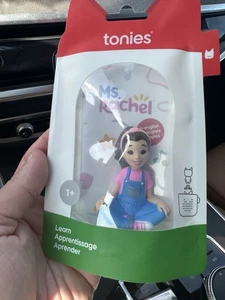 tonies®
Ms.
Rachel
1+
Learn
Apprentissage
Aprender